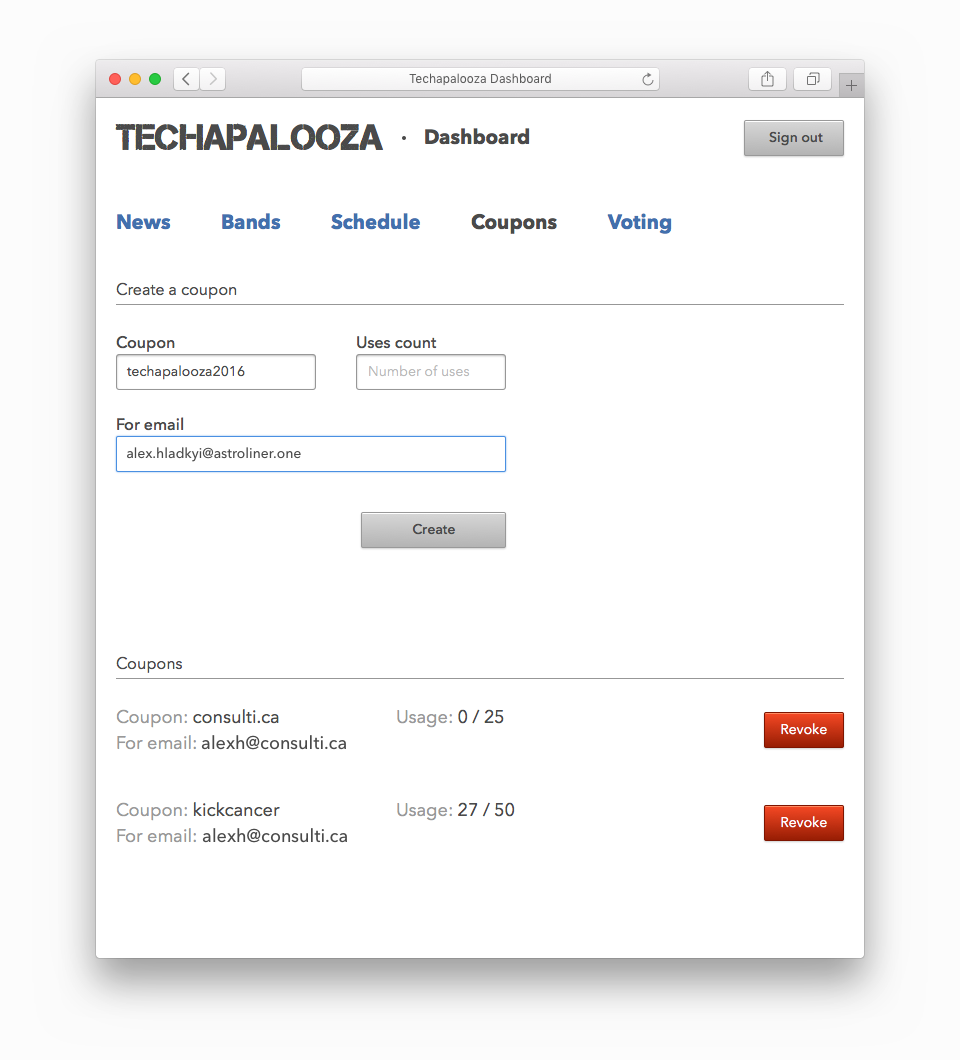 Techapalooza Dashboard
TECHAPALOOZA · Dashboard
Sign out
News Bands Schedule Coupons Voting
Create a coupon
Coupon Uses count
techapalooza2016 Number of uses
For email
alex.hladkyi@astroliner.one
Create
Coupons
Coupon: consulti.ca Usage: 0 / 25
For email: alexh@consulti.ca
Revoke
Coupon: kickcancer Usage: 27 / 50
For email: alexh@consulti.ca
Revoke